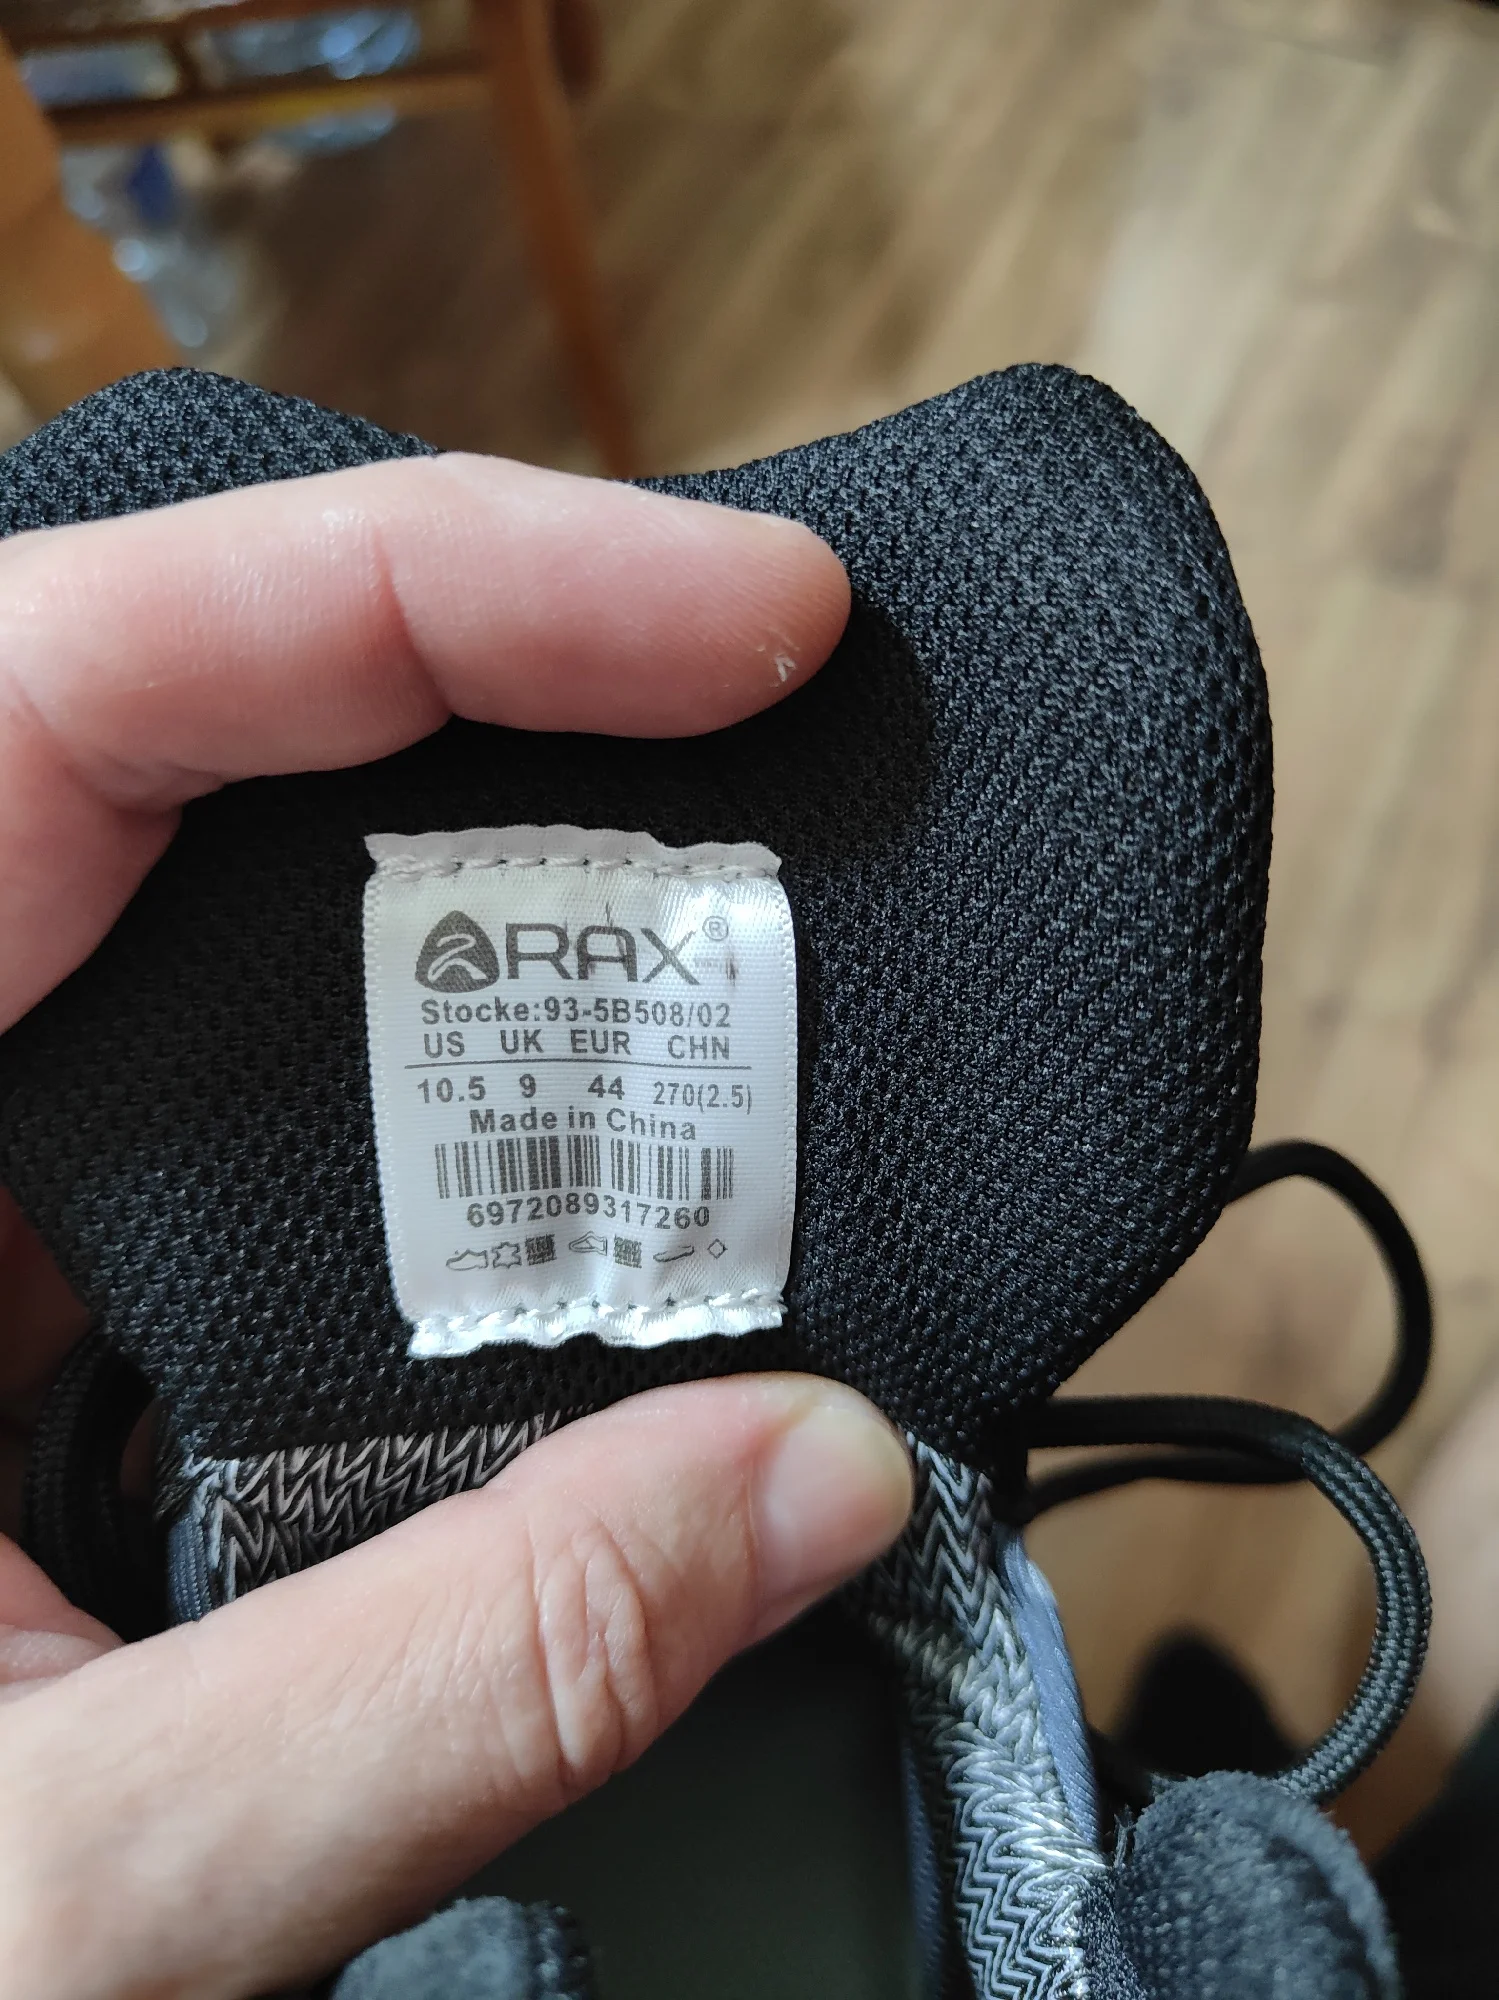 RAX®
Stocke:93-5B508/02
US UK EUR CHN
10.5 9 44 270(2.5)
Made in China
6972089317260